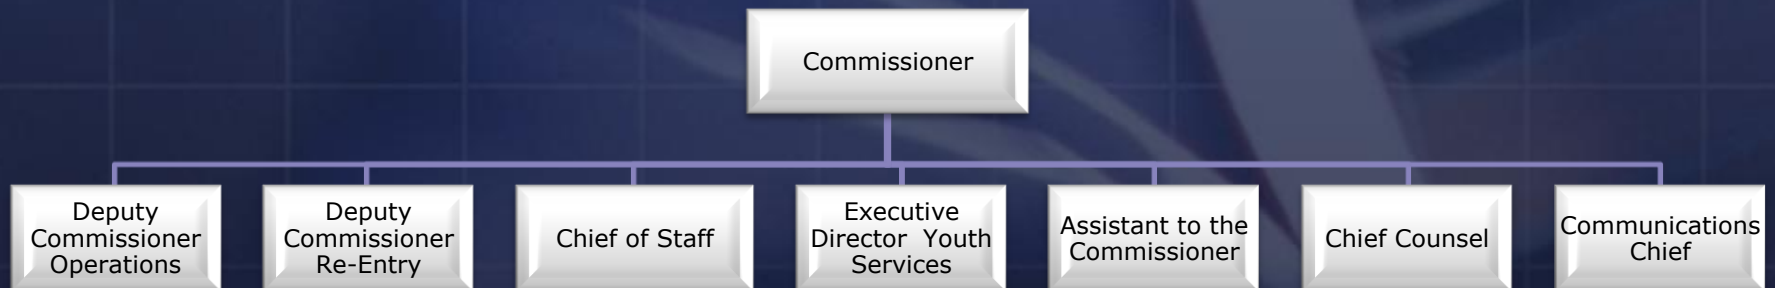 Commissioner
Deputy
Commissioner
Operations
Deputy
Commissioner
Re-Entry
Chief of Staff
Executive
Director Youth
Services
Assistant to the
Commissioner
Chief Counsel
Communications
Chief